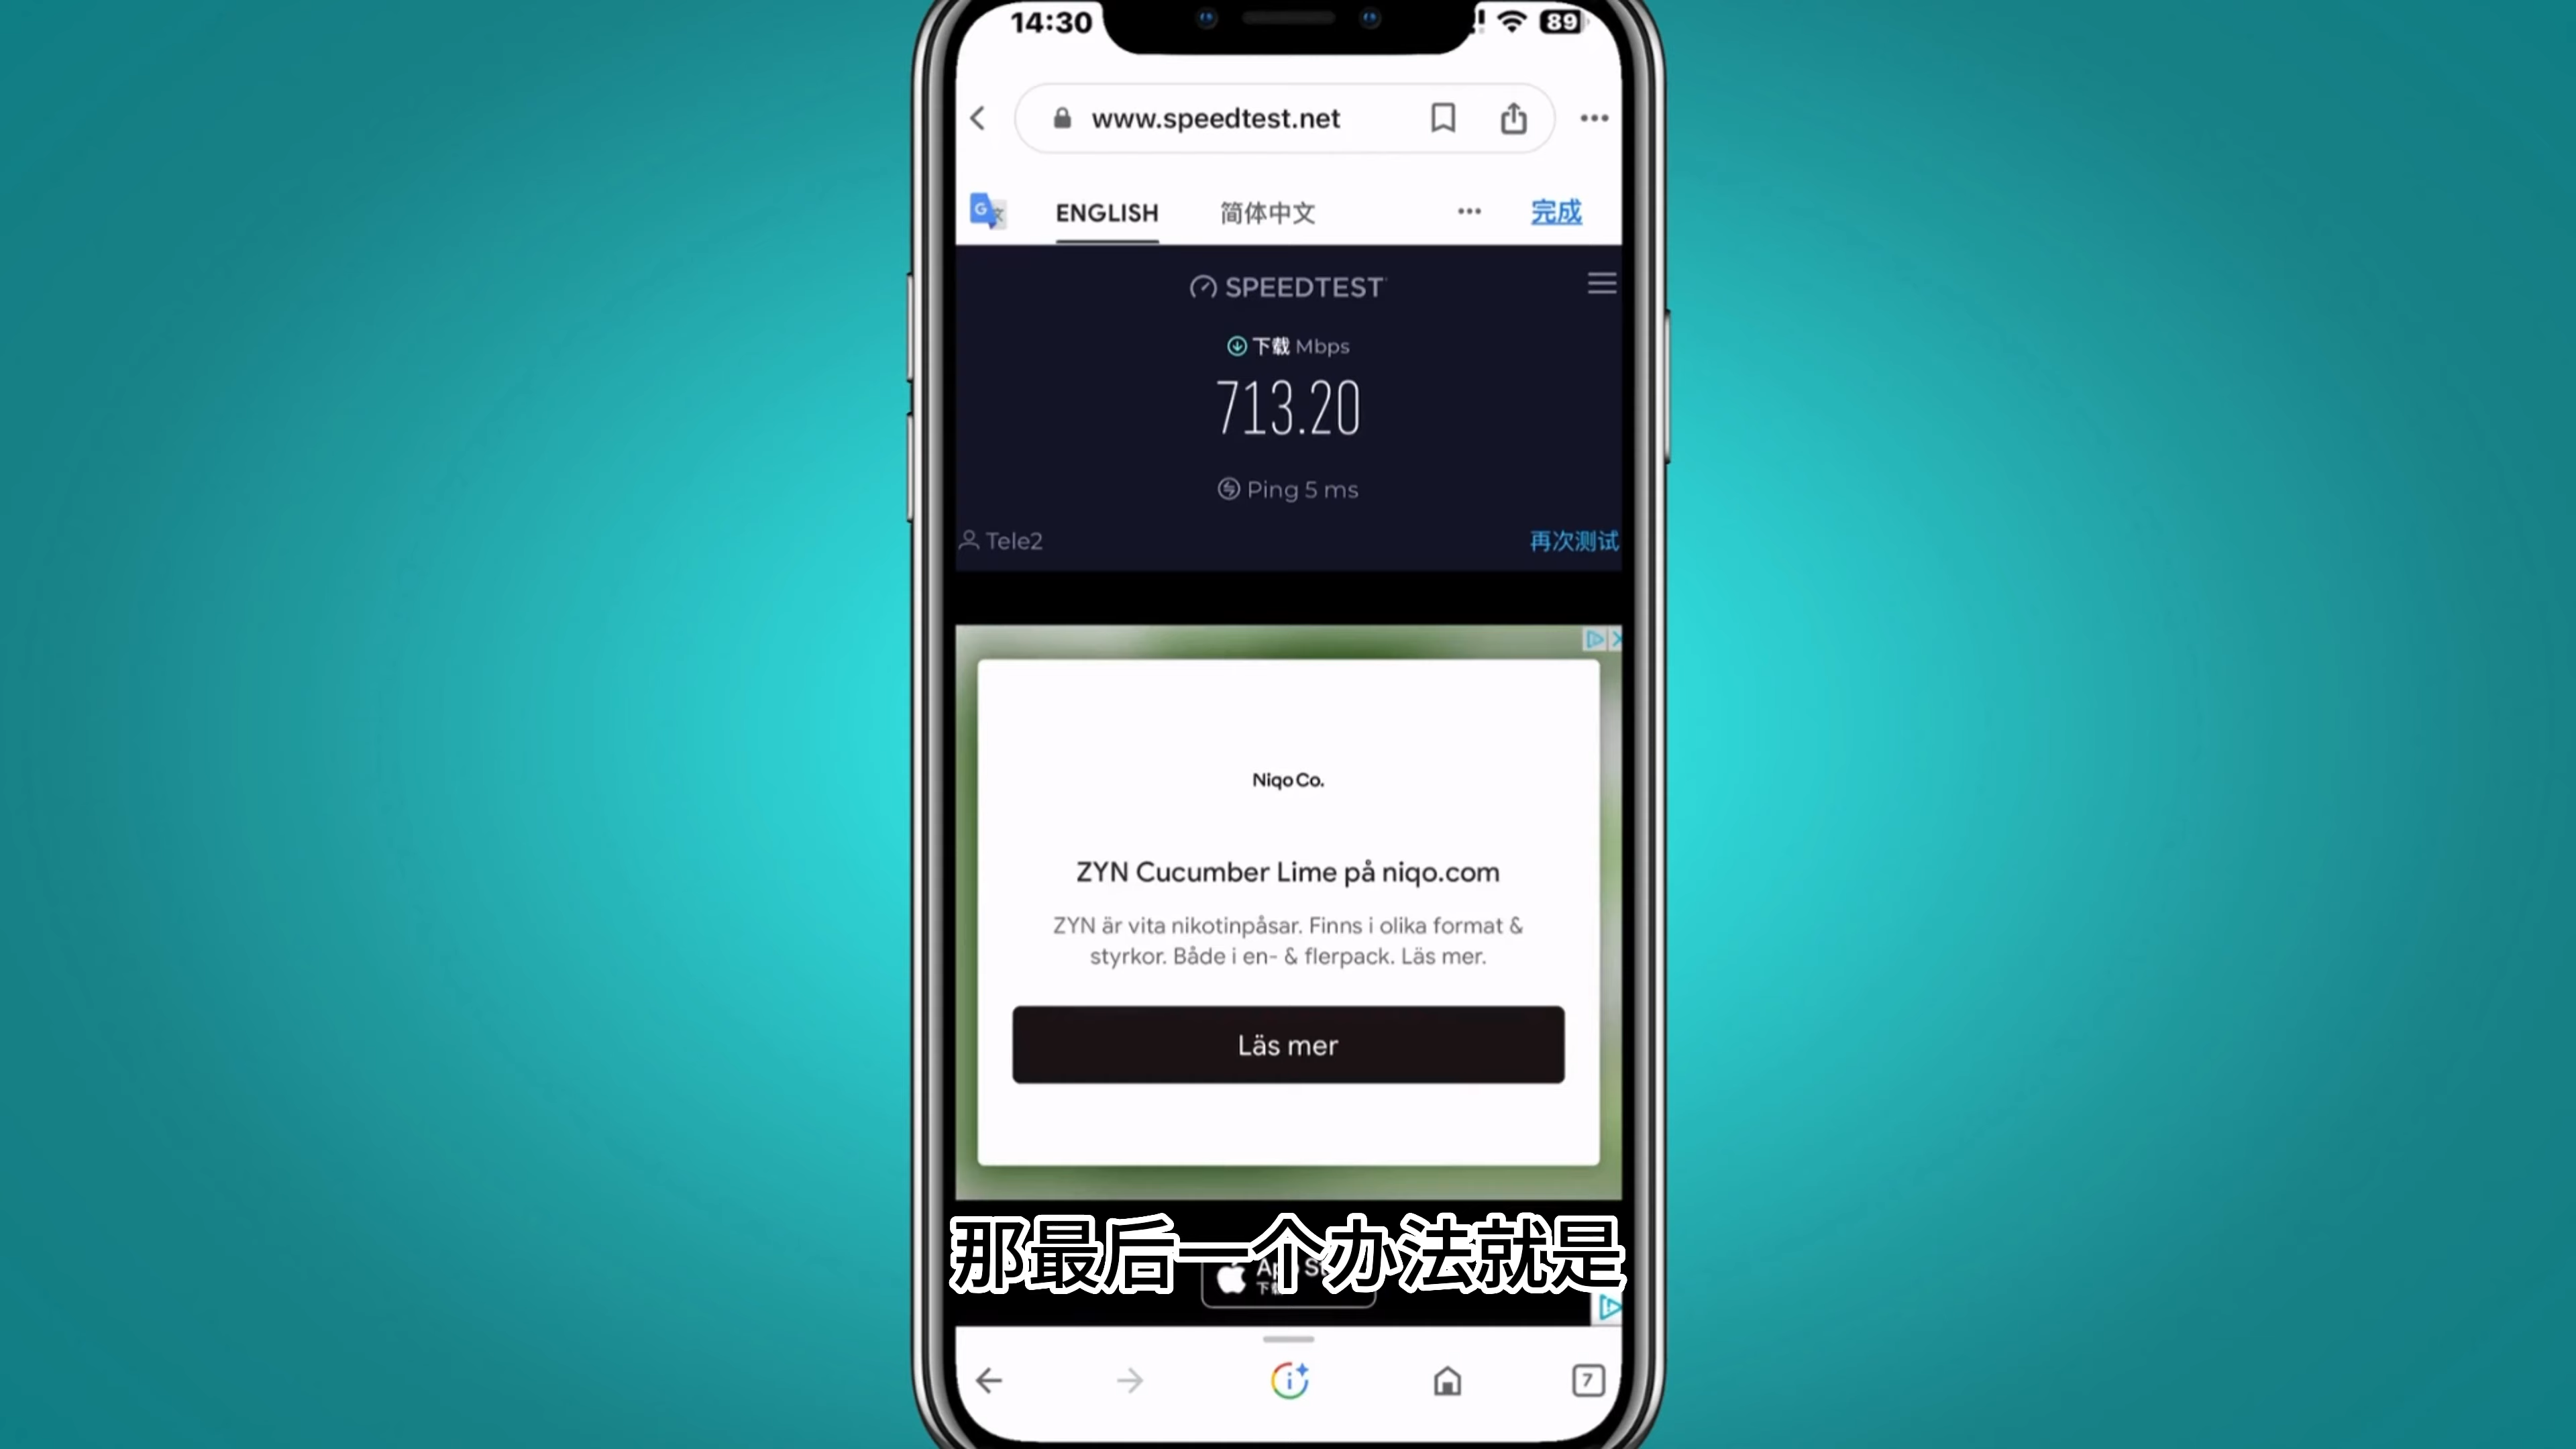 14:30
89
www.speedtest.net
ENGLISH 简体中文 ••• 完成
SPEEDTEST
下载 Mbps
713.20
Ping 5 ms
Tele2 再次测试
Niqo Co.
ZYN Cucumber Lime på niqo.com
ZYN är vita nikotinpåsar. Finns i olika format &
styrkor. Både i en- & flerpack. Läs mer.
Läs mer
那最后一个办法就是
7